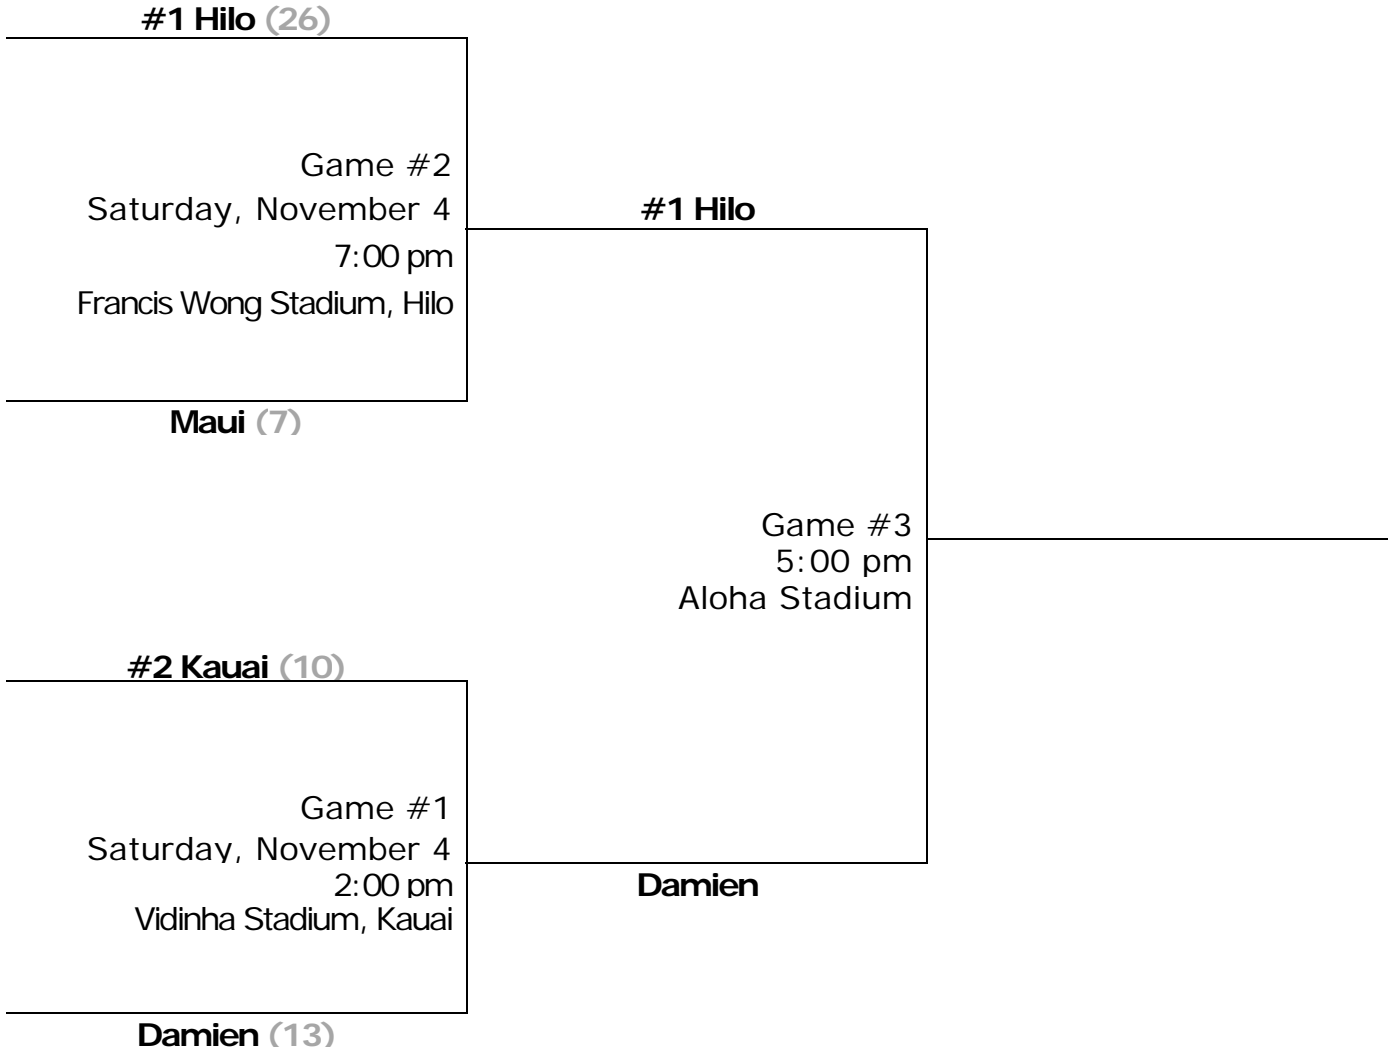 #1 Hilo (26)
Game #2
Saturday, November 4
7:00 pm
Francis Wong Stadium, Hilo
Maui (7)
#1 Hilo
Game #3
5:00 pm
Aloha Stadium
#2 Kauai (10)
Game #1
Saturday, November 4
2:00 pm
Vidinha Stadium, Kauai
Damien (13)
Damien